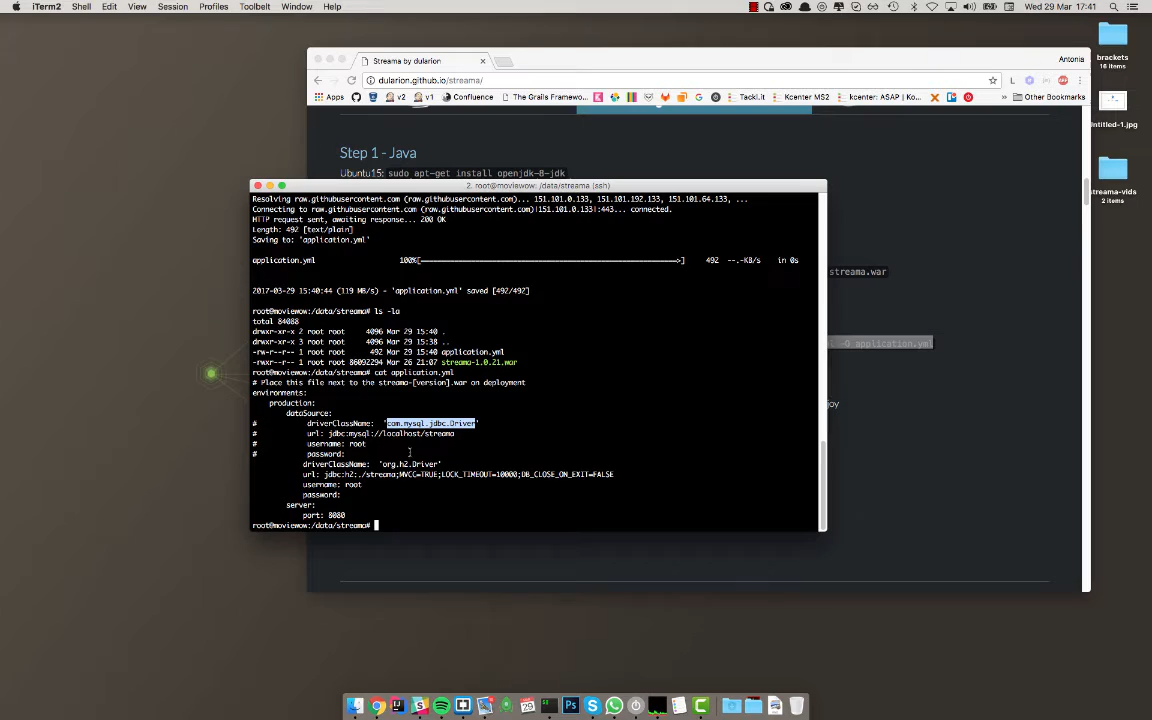 iTerm2 Shell Edit View Session Profiles Toolbelt Window Help
Wed 29 Mar 17:41
Streama by dularion
Antonia
dularion.github.io/streama/
Apps v2 v1 Confluence The Grails Framewo... Tackl.it Kcenter MS2 kcenter: ASAP | Ko... Other Bookmarks
brackets
16 items
ntitled-1.jpg
streama-vids
2 items
Step 1 - Java
Ubuntu15: sudo apt-get install openjdk-8-jdk
2. root@moviewow: /data/streama (ssh)
Resolving raw.githubusercontent.com (raw.githubusercontent.com)... 151.101.0.133, 151.101.192.133, 151.101.64.133, ...
Connecting to raw.githubusercontent.com (raw.githubusercontent.com)|151.101.0.133|:443... connected.
HTTP request sent, awaiting response... 200 OK
Length: 492 [text/plain]
Saving to: 'application.yml'
application.yml 100%[===>] 492 --.-KB/s in 0s
2017-03-29 15:40:44 (119 MB/s) - 'application.yml' saved [492/492]
root@moviewow:/data/streama# ls -la
total 84088
drwxr-xr-x 2 root root 4096 Mar 29 15:40 .
drwxr-xr-x 3 root root 4096 Mar 29 15:38 ..
-rw-r--r-- 1 root root 492 Mar 29 15:40 application.yml
-rwxr--r-- 1 root root 86092294 Mar 26 21:07 streama-1.0.21.war
root@moviewow:/data/streama# cat application.yml
# Place this file next to the streama-[version].war on deployment
environments:
production:
dataSource:
# driverClassName: 'com.mysql.jdbc.Driver'
# url: jdbc:mysql://localhost/streama
# username: root
# password:
driverClassName: 'org.h2.Driver'
url: jdbc:h2:./streama;MVCC=TRUE;LOCK_TIMEOUT=10000;DB_CLOSE_ON_EXIT=FALSE
username: root
password:
server:
port: 8080
root@moviewow:/data/streama#
streama.war
-O application.yml
joy